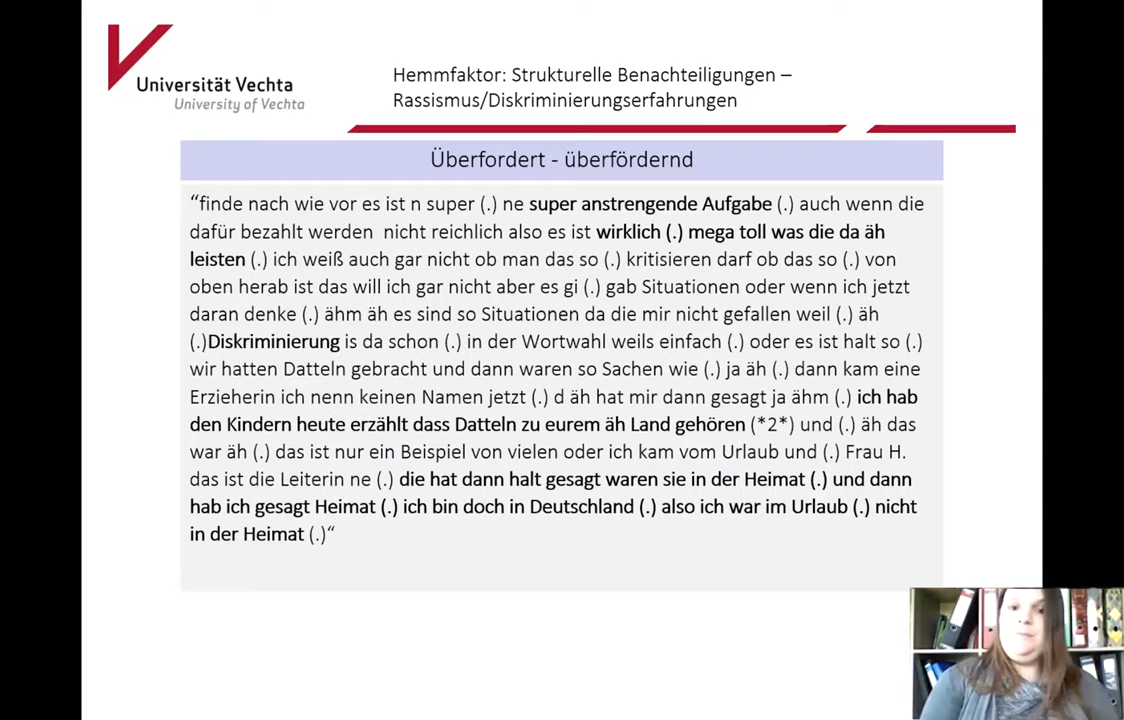 Universität Vechta
University of Vechta
Hemmfaktor: Strukturelle Benachteiligungen –
Rassismus/Diskriminierungserfahrungen
Überfordert - überfördernd
“finde nach wie vor es ist n super (.) ne super anstrengende Aufgabe (.) auch wenn die
dafür bezahlt werden  nicht reichlich also es ist wirklich (.) mega toll was die da äh
leisten (.) ich weiß auch gar nicht ob man das so (.) kritisieren darf ob das so (.) von
oben herab ist das will ich gar nicht aber es gi (.) gab Situationen oder wenn ich jetzt
daran denke (.) ähm äh es sind so Situationen da die mir nicht gefallen weil (.) äh
(.)Diskriminierung is da schon (.) in der Wortwahl weils einfach (.) oder es ist halt so (.)
wir hatten Datteln gebracht und dann waren so Sachen wie (.) ja äh (.) dann kam eine
Erzieherin ich nenn keinen Namen jetzt (.) d äh hat mir dann gesagt ja ähm (.) ich hab
den Kindern heute erzählt dass Datteln zu eurem äh Land gehören (*2*) und (.) äh das
war äh (.) das ist nur ein Beispiel von vielen oder ich kam vom Urlaub und (.) Frau H.
das ist die Leiterin ne (.) die hat dann halt gesagt waren sie in der Heimat (.) und dann
hab ich gesagt Heimat (.) ich bin doch in Deutschland (.) also ich war im Urlaub (.) nicht
in der Heimat (.)“